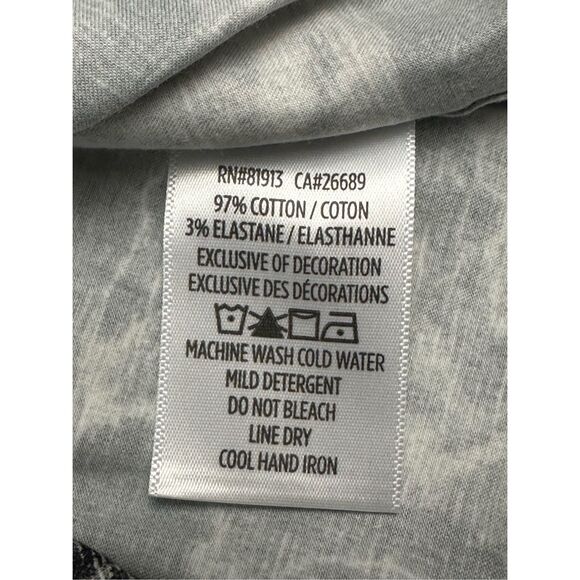 RN#81913 CA#26689
97% COTTON / COTON
3% ELASTANE / ELASTHANNE
EXCLUSIVE OF DECORATION
EXCLUSIVE DES DÉCORATIONS
MACHINE WASH COLD WATER
MILD DETERGENT
DO NOT BLEACH
LINE DRY
COOL HAND IRON